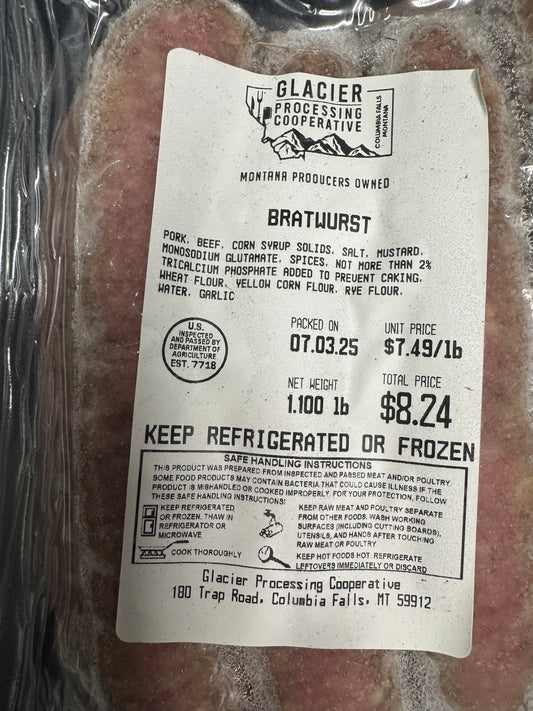 GLACIER
PROCESSING
COOPERATIVE
COLUMBIA FALLS
MONTANA
MONTANA PRODUCERS OWNED
BRATWURST
PORK, BEEF, CORN SYRUP SOLIDS, SALT, MUSTARD,
MONOSODIUM GLUTAMATE, SPICES, NOT MORE THAN 2%
TRICALCIUM PHOSPHATE ADDED TO PREVENT CAKING,
WHEAT FLOUR, YELLOW CORN FLOUR, RYE FLOUR,
WATER, GARLIC
U.S.
INSPECTED
AND PASSED BY
DEPARTMENT OF
AGRICULTURE
EST. 7718
PACKED ON
07.03.25
UNIT PRICE
$7.49/lb
NET WEIGHT
1.100 lb
TOTAL PRICE
$8.24
KEEP REFRIGERATED OR FROZEN
SAFE HANDLING INSTRUCTIONS
THIS PRODUCT WAS PREPARED FROM INSPECTED AND PASSED MEAT AND/OR POULTRY.
SOME FOOD PRODUCTS MAY CONTAIN BACTERIA THAT COULD CAUSE ILLNESS IF THE
PRODUCT IS MISHANDLED OR COOKED IMPROPERLY. FOR YOUR PROTECTION, FOLLOW
THESE SAFE HANDLING INSTRUCTIONS:
KEEP REFRIGERATED
OR FROZEN. THAW IN
REFRIGERATOR OR
MICROWAVE
COOK THOROUGHLY
KEEP RAW MEAT AND POULTRY SEPARATE
FROM OTHER FOODS. WASH WORKING
SURFACES (INCLUDING CUTTING BOARDS),
UTENSILS, AND HANDS AFTER TOUCHING
RAW MEAT OR POULTRY
KEEP HOT FOODS HOT. REFRIGERATE
LEFTOVERS IMMEDIATELY OR DISCARD
Glacier Processing Cooperative
180 Trap Road, Columbia Falls, MT 59912